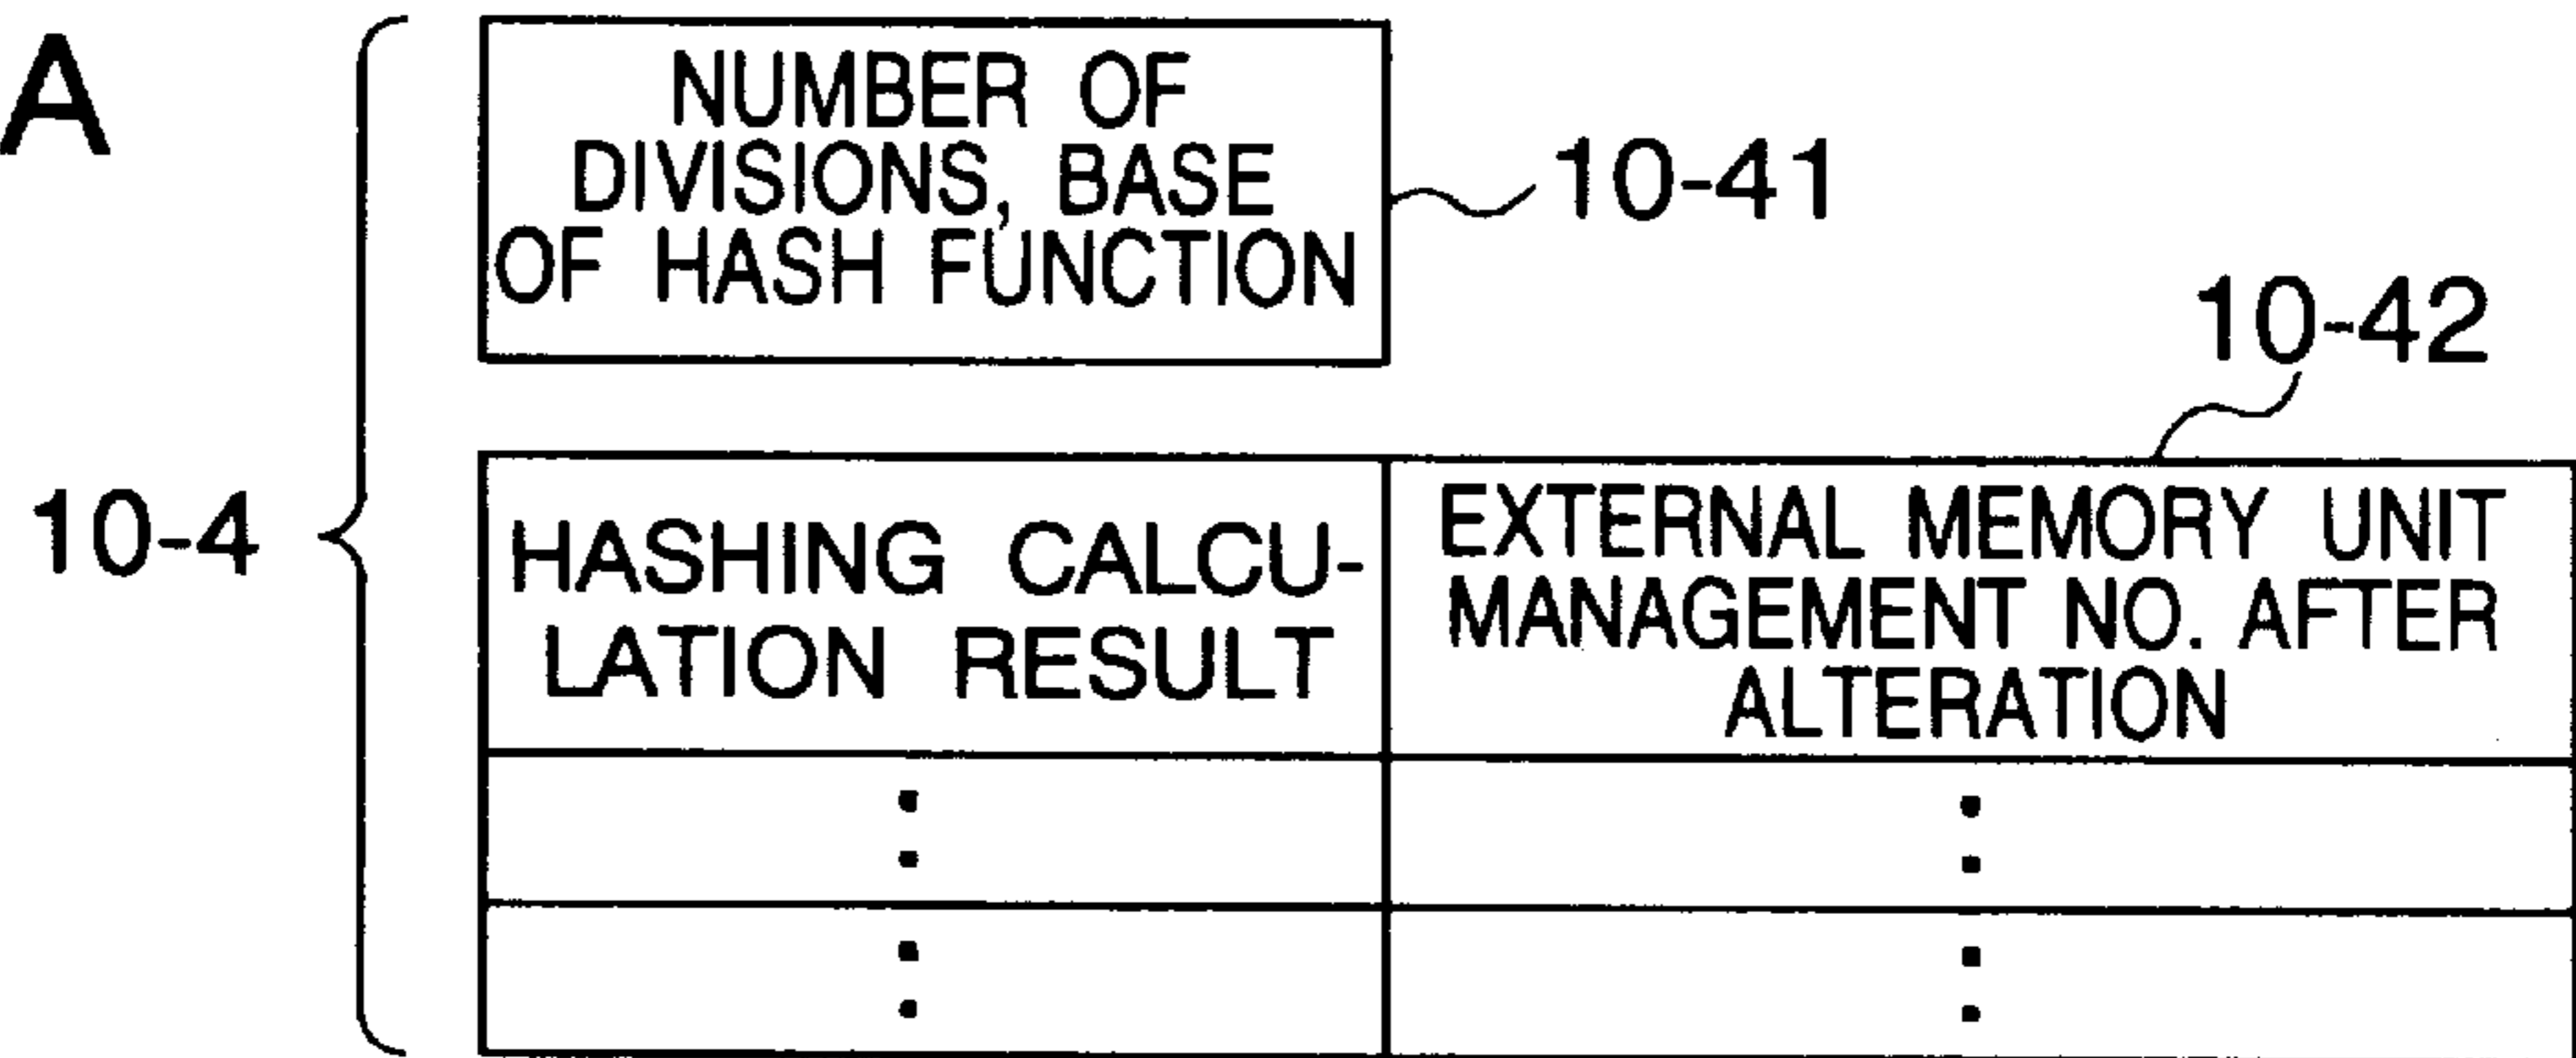 A
NUMBER OF
DIVISIONS, BASE
OF HASH FUNCTION
10-41
10-42
10-4
HASHING CALCU-
LATION RESULT
EXTERNAL MEMORY UNIT
MANAGEMENT NO. AFTER
ALTERATION